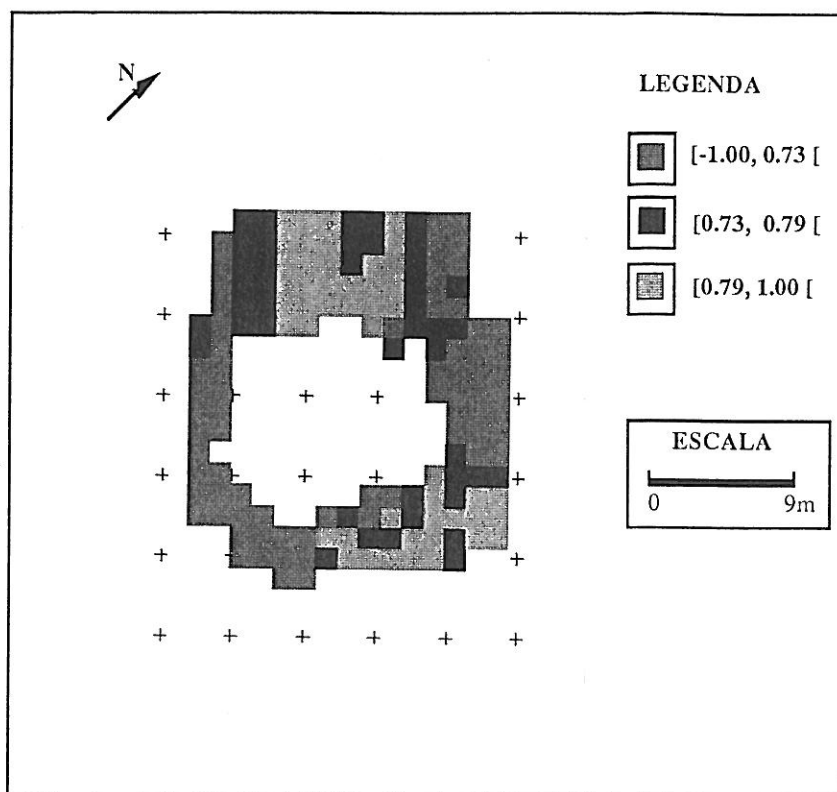 N
LEGENDA
[-1.00, 0.73 [
[0.73, 0.79 [
[0.79, 1.00 [
ESCALA
0 9m